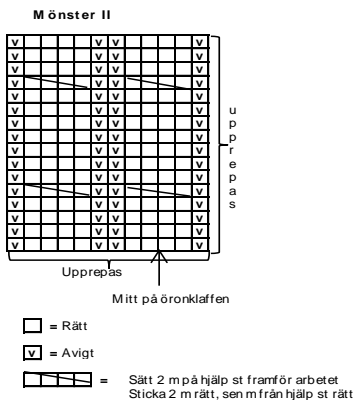 Mönster II
v v v v
v v v v
v v v v
v v v
v v v v
v v v v
v v v v
v v v v
v v v v
v v v v
v v v v
v v v v
v v v v
v v v v
v v v v
v v v v
upprepas
Upprepas
Mitt på öronklaffen
= Rätt
v = Avigt
= Sätt 2 m på hjälp st framför arbetet
Sticka 2 m rätt, sen m från hjälp st rätt